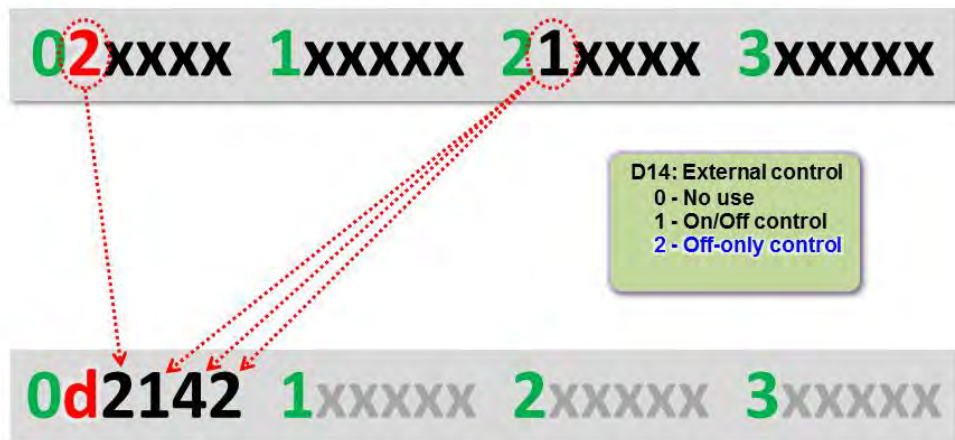 02xxxx 1xxxxx 21xxxx 3xxxxx
D14: External control
0 - No use
1 - On/Off control
2 - Off-only control
0d2142 1xxxxx 2xxxxx 3xxxxx